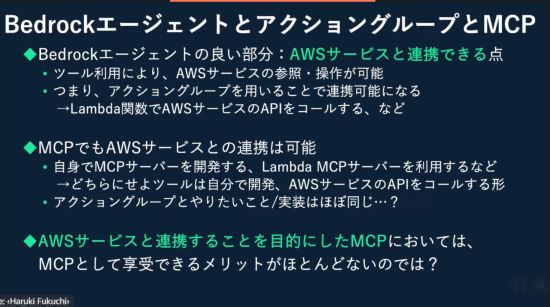 BedrockエージェントとアクショングループとMCP
◆Bedrockエージェントの良い部分：AWSサービスと連携できる点
• ツール利用により、AWSサービスの参照・操作が可能
• つまり、アクショングループを用いることで連携可能になる
→Lambda関数でAWSサービスのAPIをコールする、など
◆MCPでもAWSサービスとの連携は可能
• 自身でMCPサーバーを開発する、Lambda MCPサーバーを利用するなど
→どちらにせよツールは自分で開発、AWSサービスのAPIをコールする形
• アクショングループとやりたいこと/実装はほぼ同じ…？
◆AWSサービスと連携することを目的にしたMCPにおいては、
MCPとして享受できるメリットがほとんどないのでは？
e: ‹Haruki Fukuchi›